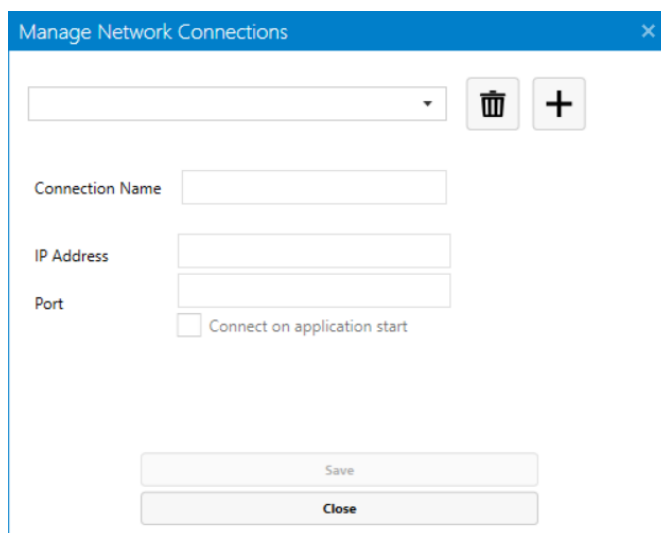 Manage Network Connections
Connection Name
IP Address
Port
Connect on application start
Save
Close